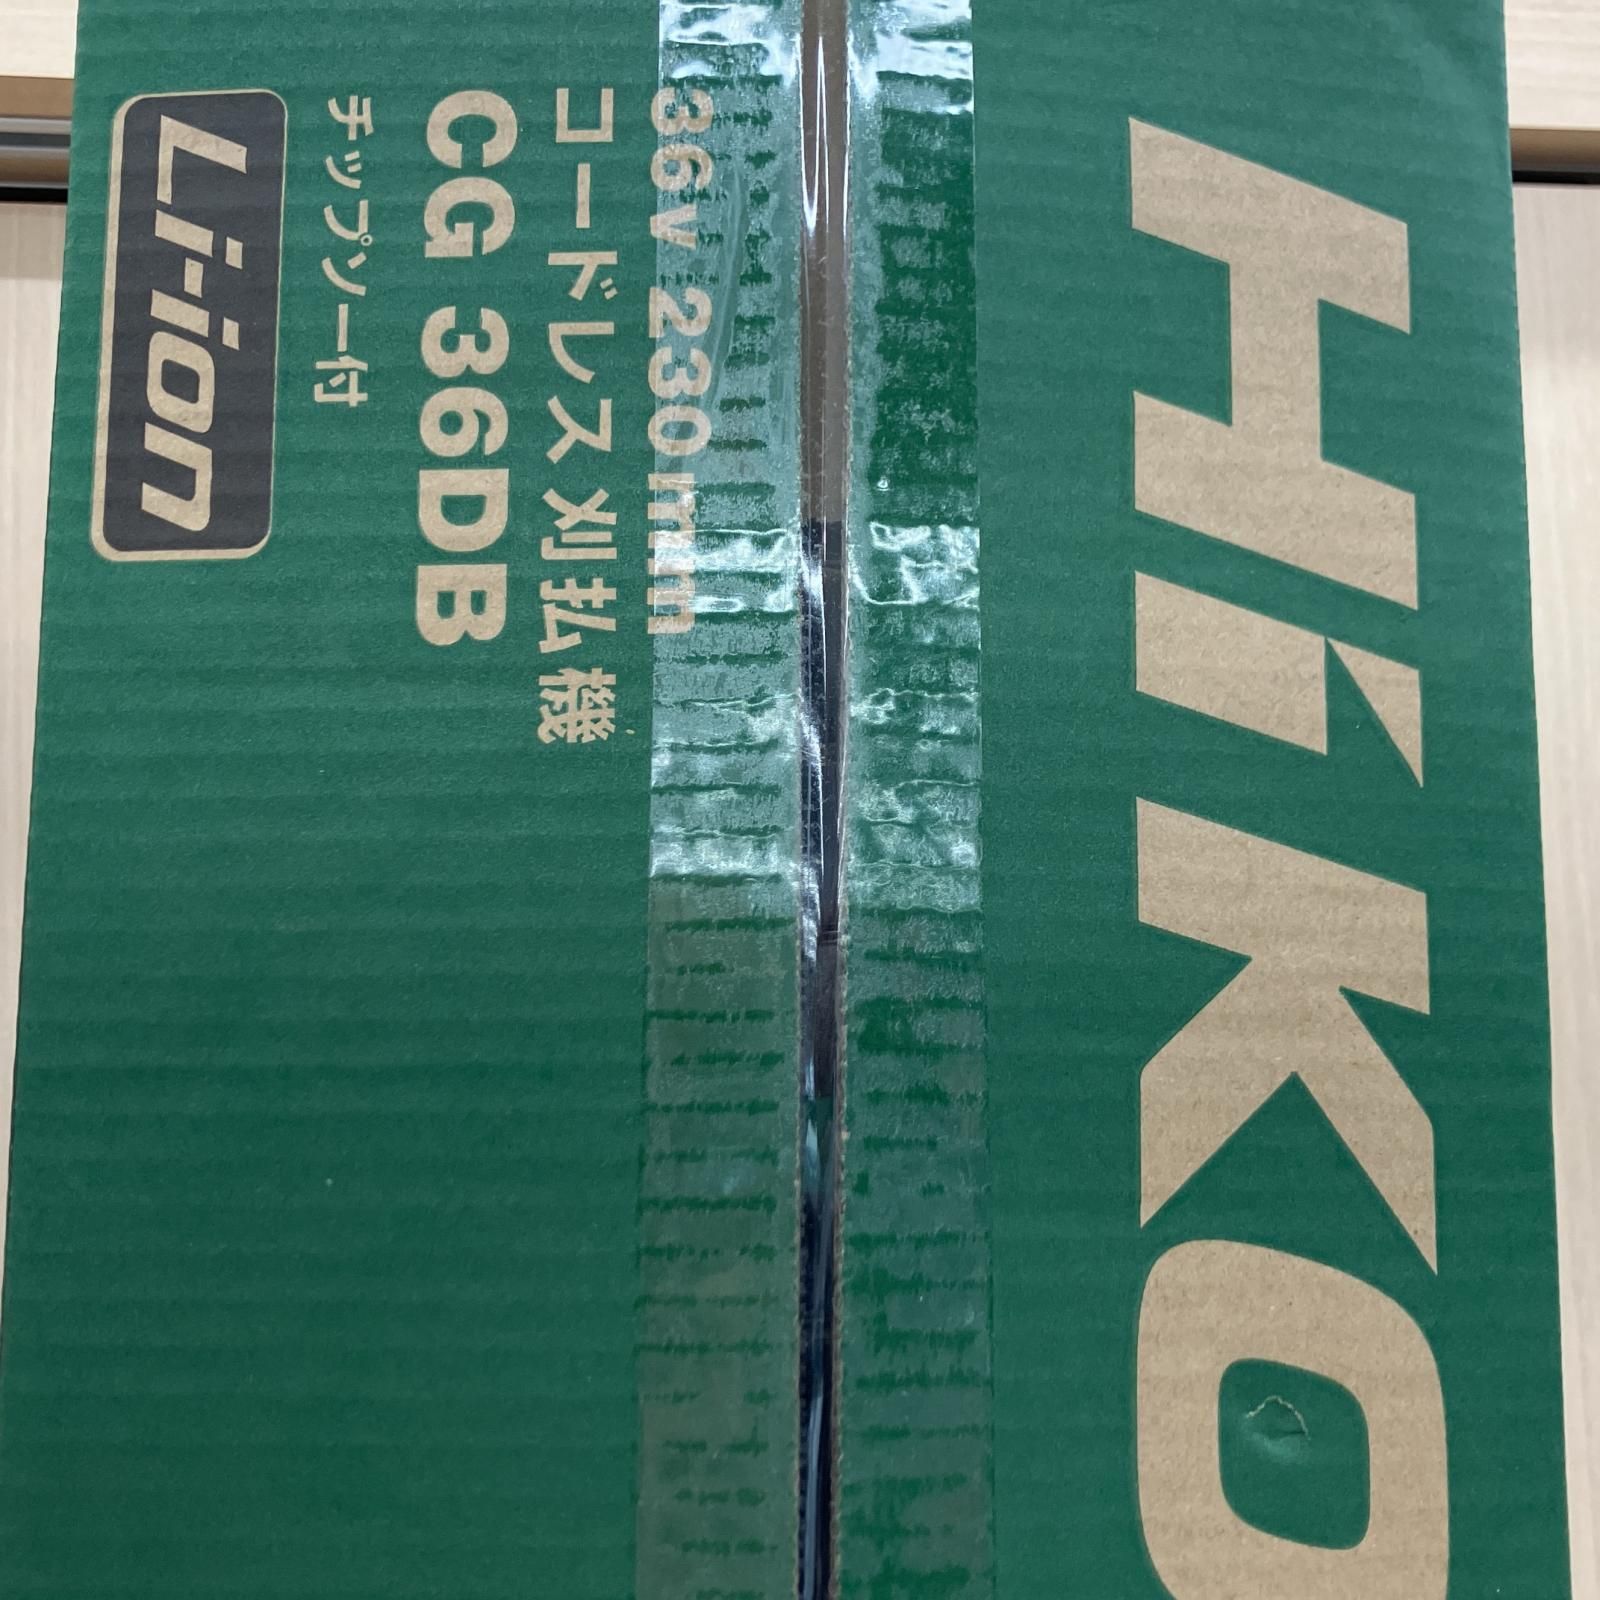 HiKO
36v 230mm
コードレス刈払機
CG 36DB
チップソー付
Li-ion